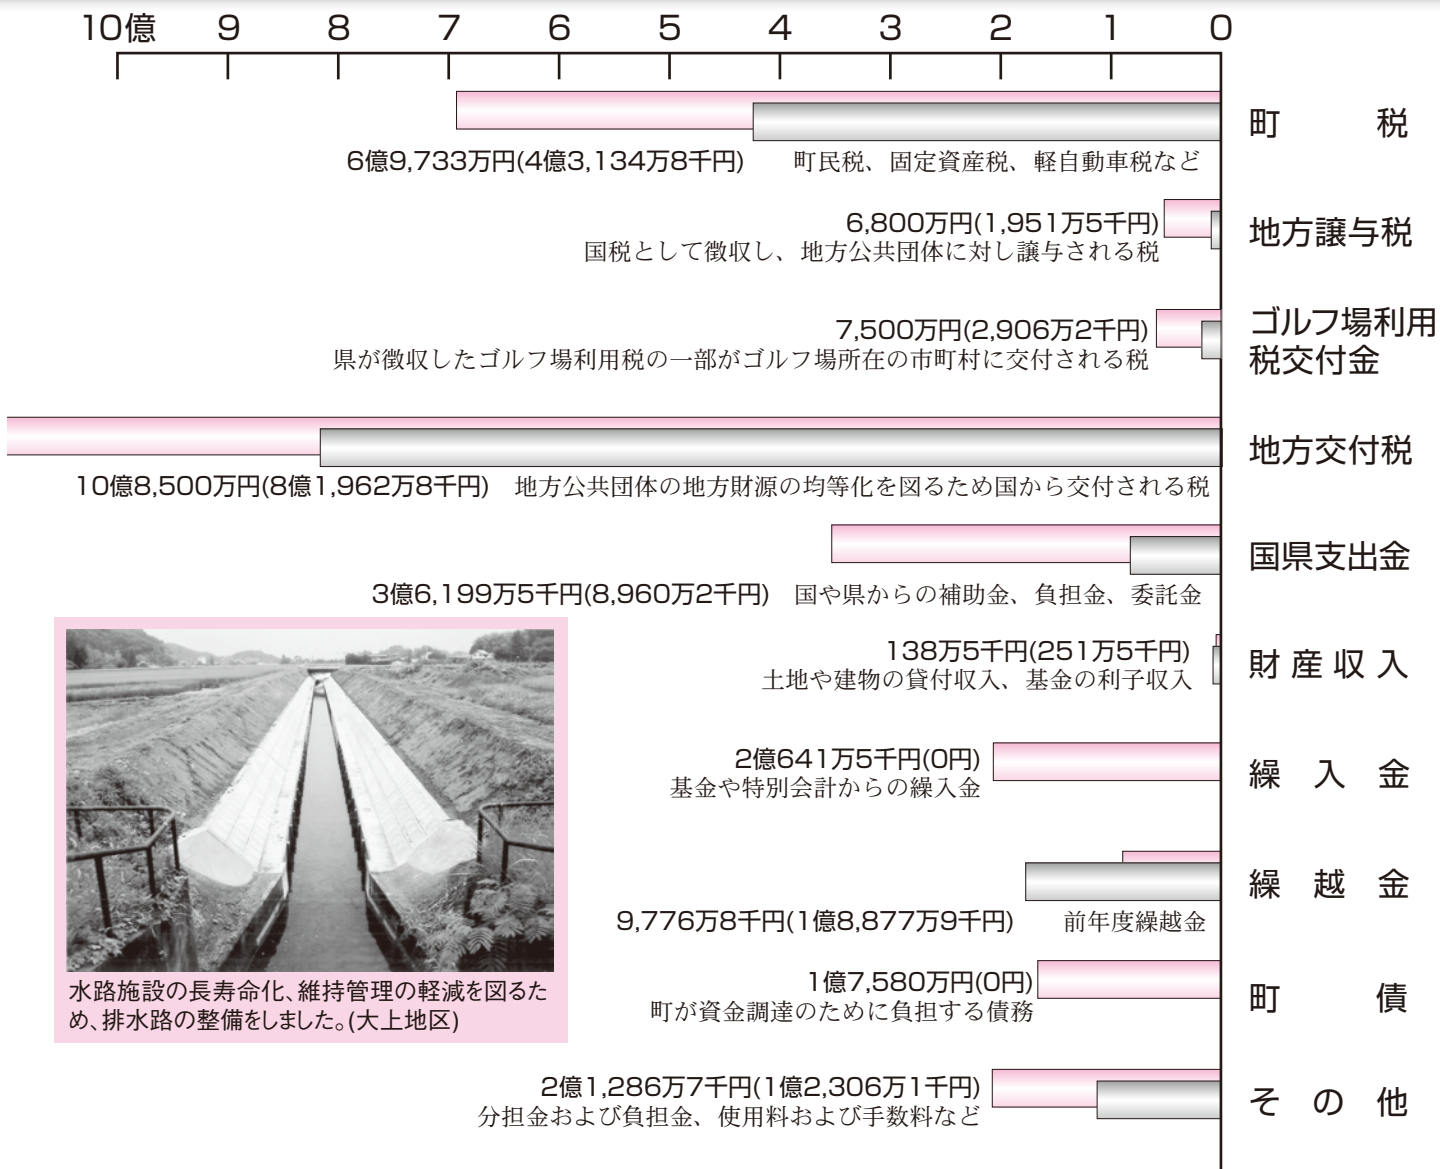 10億 9 8 7 6 5 4 3 2 1 0
町税
6億9,733万円(4億3,134万8千円) 町民税、固定資産税、軽自動車税など
地方譲与税
6,800万円(1,951万5千円)
国税として徴収し、地方公共団体に対し譲与される税
ゴルフ場利用
税交付金
7,500万円(2,906万2千円)
県が徴収したゴルフ場利用税の一部がゴルフ場所在の市町村に交付される税
地方交付税
10億8,500万円(8億1,962万8千円) 地方公共団体の地方財源の均等化を図るため国から交付される税
国県支出金
3億6,199万5千円(8,960万2千円) 国や県からの補助金、負担金、委託金
財産収入
138万5千円(251万5千円)
土地や建物の貸付収入、基金の利子収入
繰入金
2億641万5千円(0円)
基金や特別会計からの繰入金
繰越金
9,776万8千円(1億8,877万9千円) 前年度繰越金
町債
1億7,580万円(0円)
町が資金調達のために負担する債務
その他
2億1,286万7千円(1億2,306万1千円)
分担金および負担金、使用料および手数料など
水路施設の長寿命化、維持管理の軽減を図るた
め、排水路の整備をしました。(大上地区)